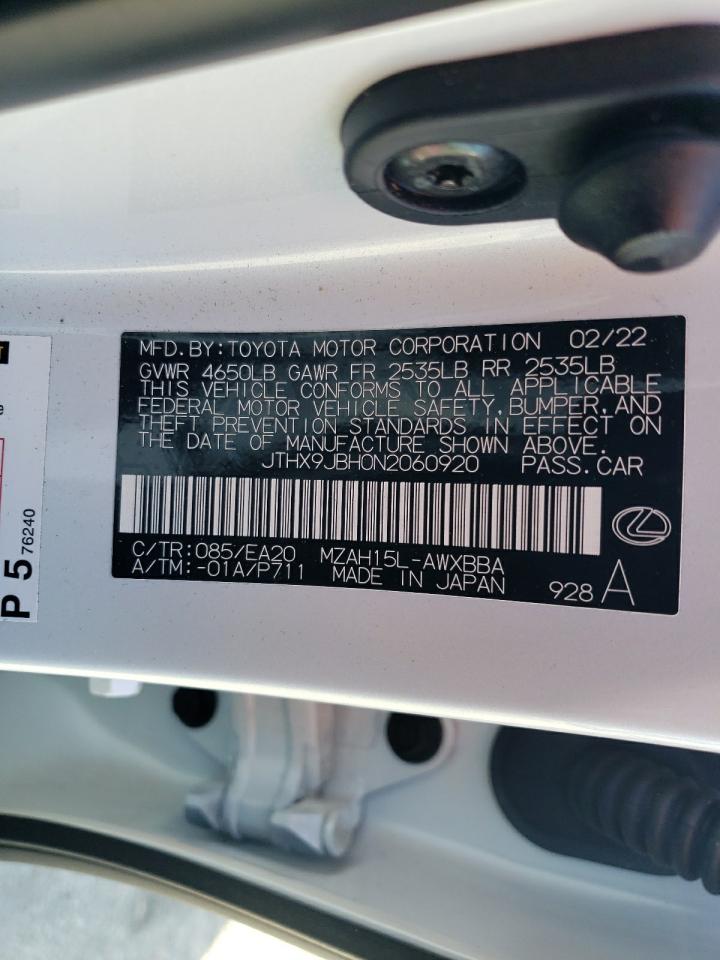 MFD.BY:TOYOTA MOTOR CORPORATION 02/22
GVWR 4650LB GAWR FR 2535LB RR 2535LB
THIS VEHICLE CONFORMS TO ALL APPLICABLE
FEDERAL MOTOR VEHICLE SAFETY, BUMPER, AND
THEFT PREVENTION STANDARDS IN EFFECT ON
THE DATE OF MANUFACTURE SHOWN ABOVE.
JTHX9JBH0N2060920 PASS.CAR
C/TR:085/EA20 MZAH15L-AWXBBA
A/TM:-01A/P711 MADE IN JAPAN
928 A
P 5 76240